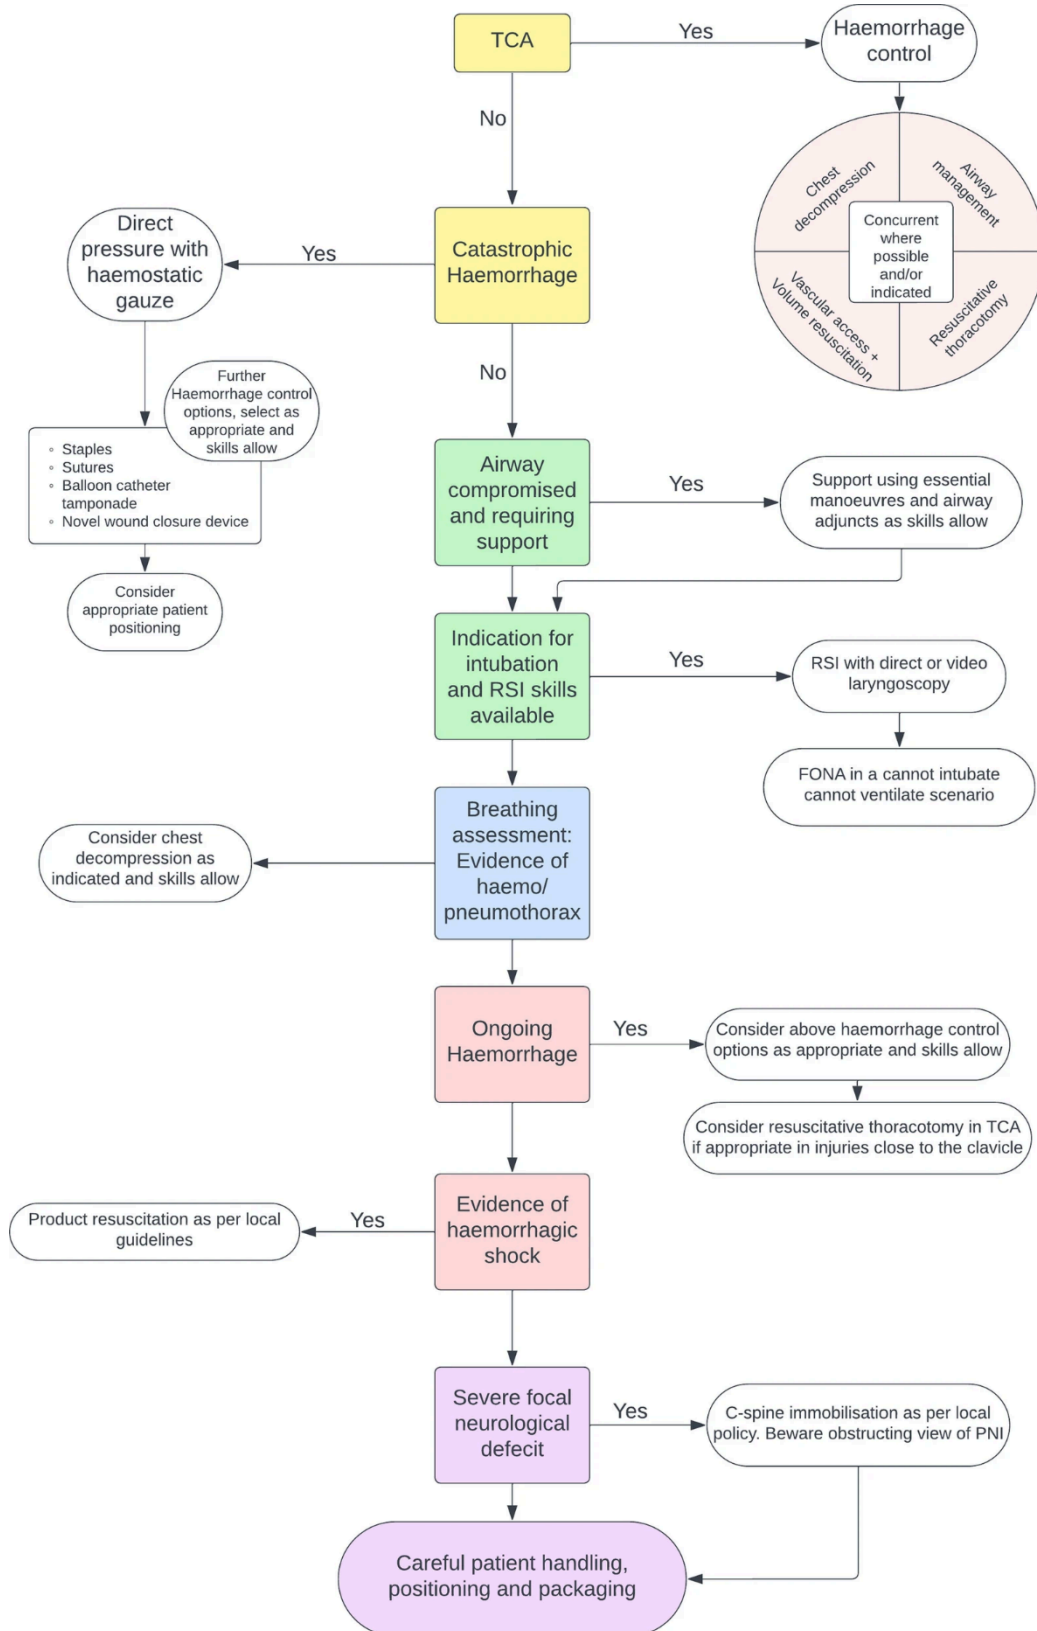 TCA
Yes
Haemorrhage
control
No
Chest
decompression
Airway
management
Concurrent
where
possible
and/or
indicated
Vascular access +
Volume resuscitation
Resuscitative
thoracotomy
Direct
pressure with
haemostatic
gauze
Yes
Catastrophic
Haemorrhage
No
Further
Haemorrhage control
options, select as
appropriate and
skills allow
Staples
Sutures
Balloon catheter
tamponade
Novel wound closure device
Consider
appropriate patient
positioning
Airway
compromised
and requiring
support
Yes
Support using essential
manoeuvres and airway
adjuncts as skills allow
Indication for
intubation
and RSI skills
available
Yes
RSI with direct or video
laryngoscopy
FONA in a cannot intubate
cannot ventilate scenario
Breathing
assessment:
Evidence of
haemo/
pneumothorax
Consider chest
decompression as
indicated and skills allow
Ongoing
Haemorrhage
Yes
Consider above haemorrhage control
options as appropriate and skills allow
Consider resuscitative thoracotomy in TCA
if appropriate in injuries close to the clavicle
Evidence of
haemorrhagic
shock
Yes
Product resuscitation as per local
guidelines
Severe focal
neurological
defecit
Yes
C-spine immobilisation as per local
policy. Beware obstructing view of PNI
Careful patient handling,
positioning and packaging